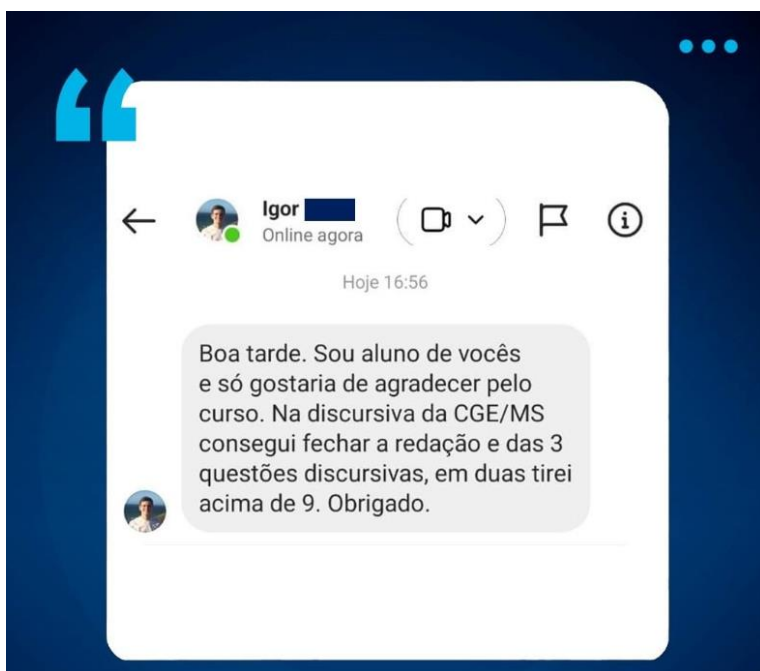 Igor
Online agora
Hoje 16:56
Boa tarde. Sou aluno de vocês
e só gostaria de agradecer pelo
curso. Na discursiva da CGE/MS
consegui fechar a redação e das 3
questões discursivas, em duas tirei
acima de 9. Obrigado.